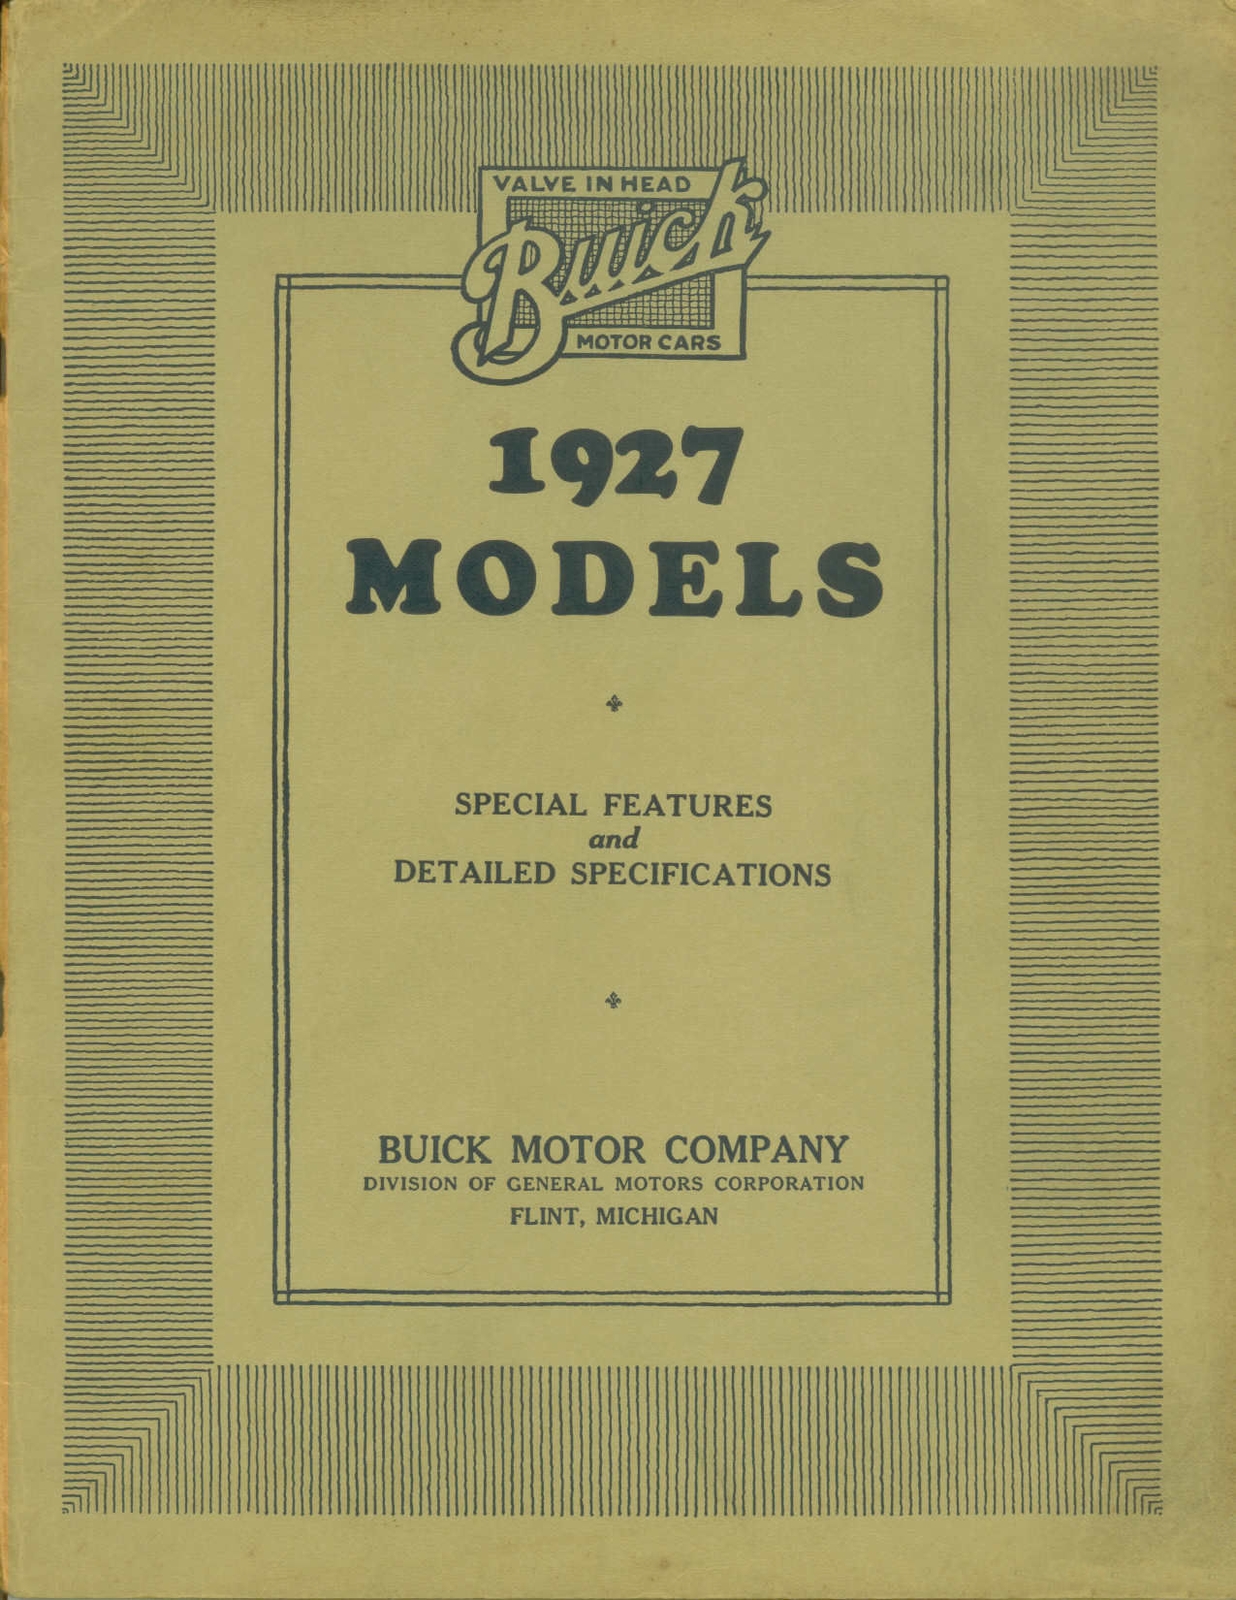 VALVE IN HEAD
Buick
MOTOR CARS
1927
MODELS
SPECIAL FEATURES
and
DETAILED SPECIFICATIONS
BUICK MOTOR COMPANY
DIVISION OF GENERAL MOTORS CORPORATION
FLINT, MICHIGAN